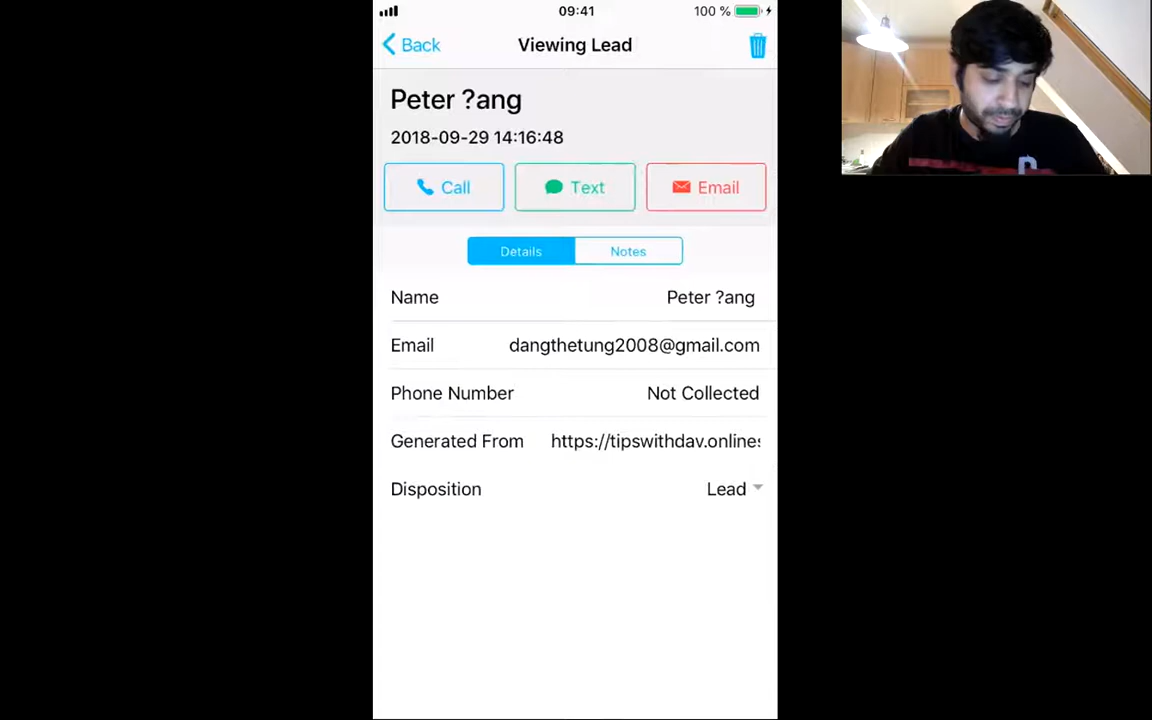 09:41
100 %
Back
Viewing Lead
Peter ?ang
2018-09-29 14:16:48
Call
Text
Email
Details
Notes
Name Peter ?ang
Email dangthetung2008@gmail.com
Phone Number Not Collected
Generated From https://tipswithdav.online
Disposition Lead